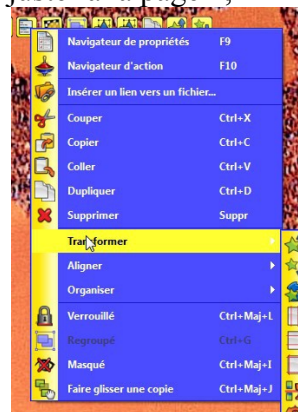 Navigateur de propriétés F9
Navigateur d'action F10
Insérer un lien vers un fichier...
Couper Ctrl+X
Copier Ctrl+C
Coller Ctrl+V
Dupliquer Ctrl+D
Supprimer Suppr
Transformer
Aligner
Organiser
Verrouillé Ctrl+Maj+L
Regroupé Ctrl+G
Masqué Ctrl+Maj+I
Faire glisser une copie Ctrl+Maj+J